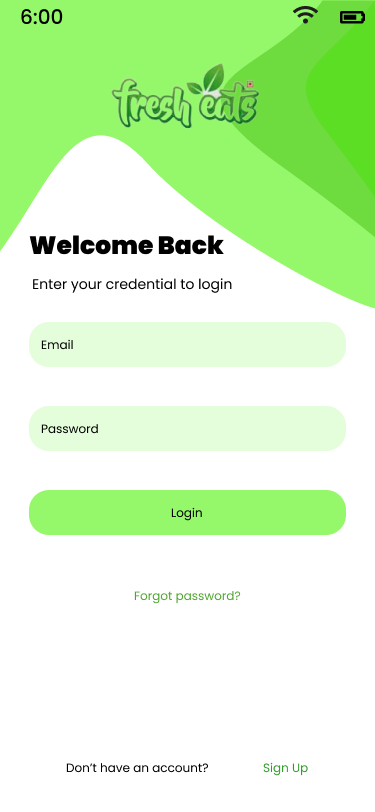 6:00
fresh eats
Welcome Back
Enter your credential to login
Email
Password
Login
Forgot password?
Don't have an account? Sign Up